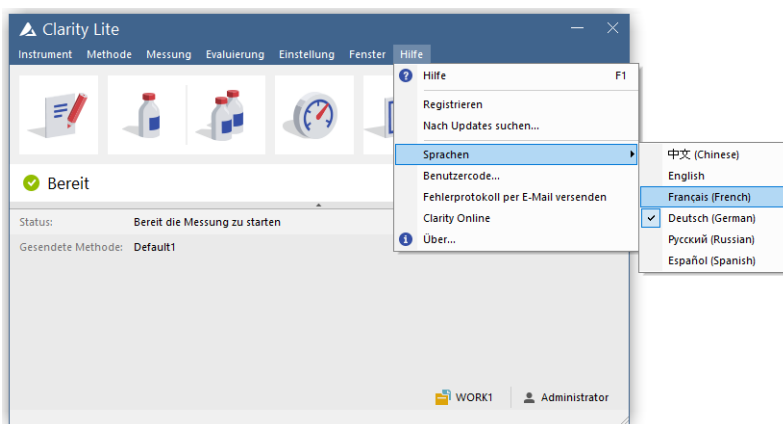 Clarity Lite
Instrument Methode Messung Evaluierung Einstellung Fenster Hilfe
Hilfe F1
Registrieren
Nach Updates suchen...
Sprachen
Benutzercode...
Fehlerprotokoll per E-Mail versenden
Clarity Online
Über...
中文 (Chinese)
English
Français (French)
Deutsch (German)
Русский (Russian)
Español (Spanish)
Bereit
Status: Bereit die Messung zu starten
Gesendete Methode: Default1
WORK1 Administrator